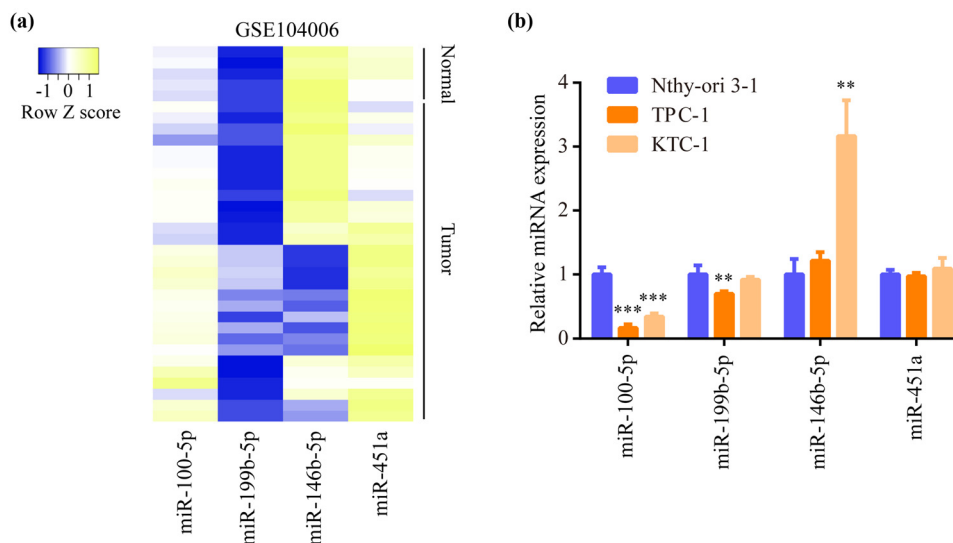 (a)
GSE104006
-1 0 1
Row Z score
Normal
Tumor
miR-100-5p
miR-199b-5p
miR-146b-5p
miR-451a
(b)
Relative miRNA expression
4
3
2
1
0
Nthy-ori 3-1
TPC-1
KTC-1
***
***
**
**
miR-100-5p
miR-199b-5p
miR-146b-5p
miR-451a